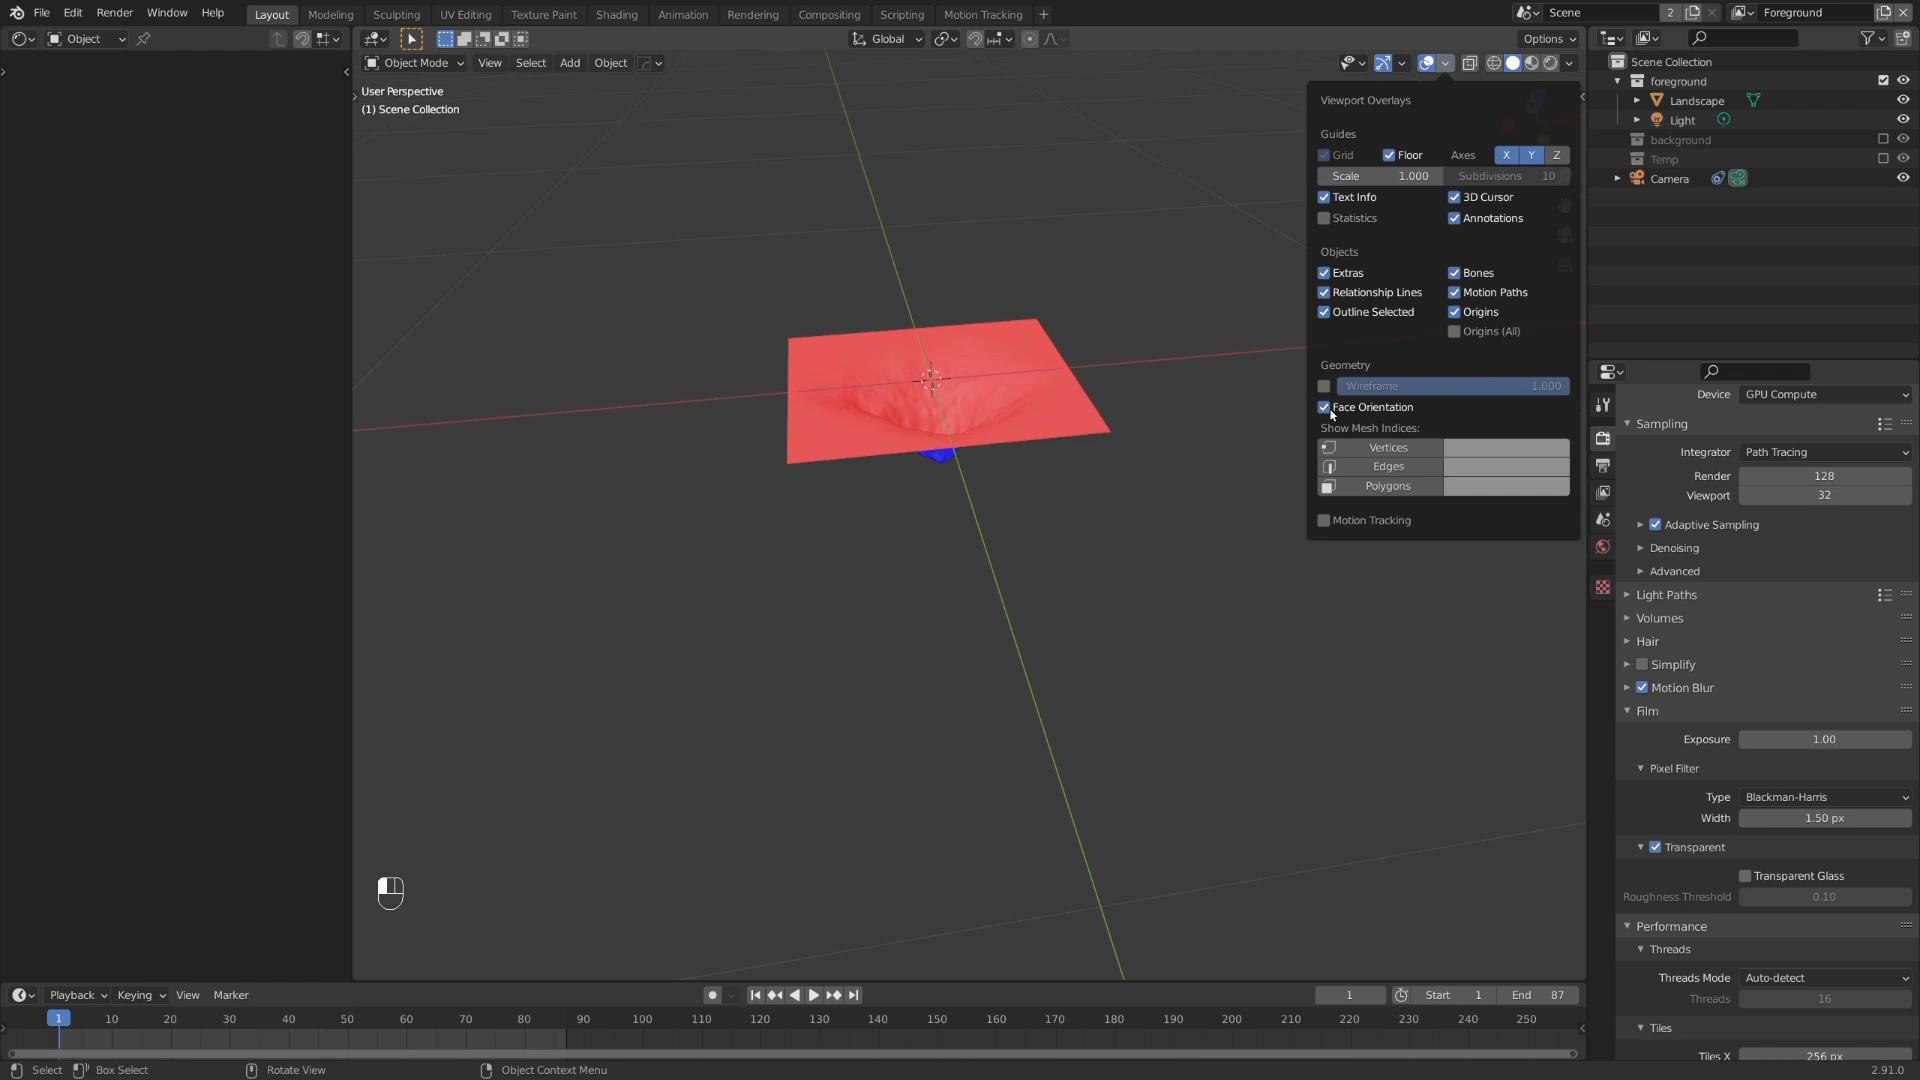 File Edit Render Window Help Layout Modeling Sculpting UV Editing Texture Paint Shading Animation Rendering Compositing Scripting Motion Tracking + Scene 2 Foreground
Object Global Options
Object Mode View Select Add Object
User Perspective
(1) Scene Collection
Viewport Overlays
Guides
Grid Floor Axes X Y Z
Scale 1.000 Subdivisions 10
Text Info 3D Cursor
Statistics Annotations
Objects
Extras Bones
Relationship Lines Motion Paths
Outline Selected Origins
Origins (All)
Geometry
Wireframe 1.000
Face Orientation
Show Mesh Indices:
Vertices
Edges
Polygons
Motion Tracking
Scene Collection
foreground
Landscape
Light
background
Temp
Camera
Device GPU Compute
Sampling
Integrator Path Tracing
Render 128
Viewport 32
Adaptive Sampling
Denoising
Advanced
Light Paths
Volumes
Hair
Simplify
Motion Blur
Film
Exposure 1.00
Pixel Filter
Type Blackman-Harris
Width 1.50 px
Transparent
Transparent Glass
Roughness Threshold 0.10
Performance
Threads
Threads Mode Auto-detect
Threads 16
Tiles
Tiles X 256 px
Playback Keying View Marker 1 Start 1 End 87
1 10 20 30 40 50 60 70 80 90 100 110 120 130 140 150 160 170 180 190 200 210 220 230 240 250
Select Box Select Rotate View Object Context Menu 2.91.0